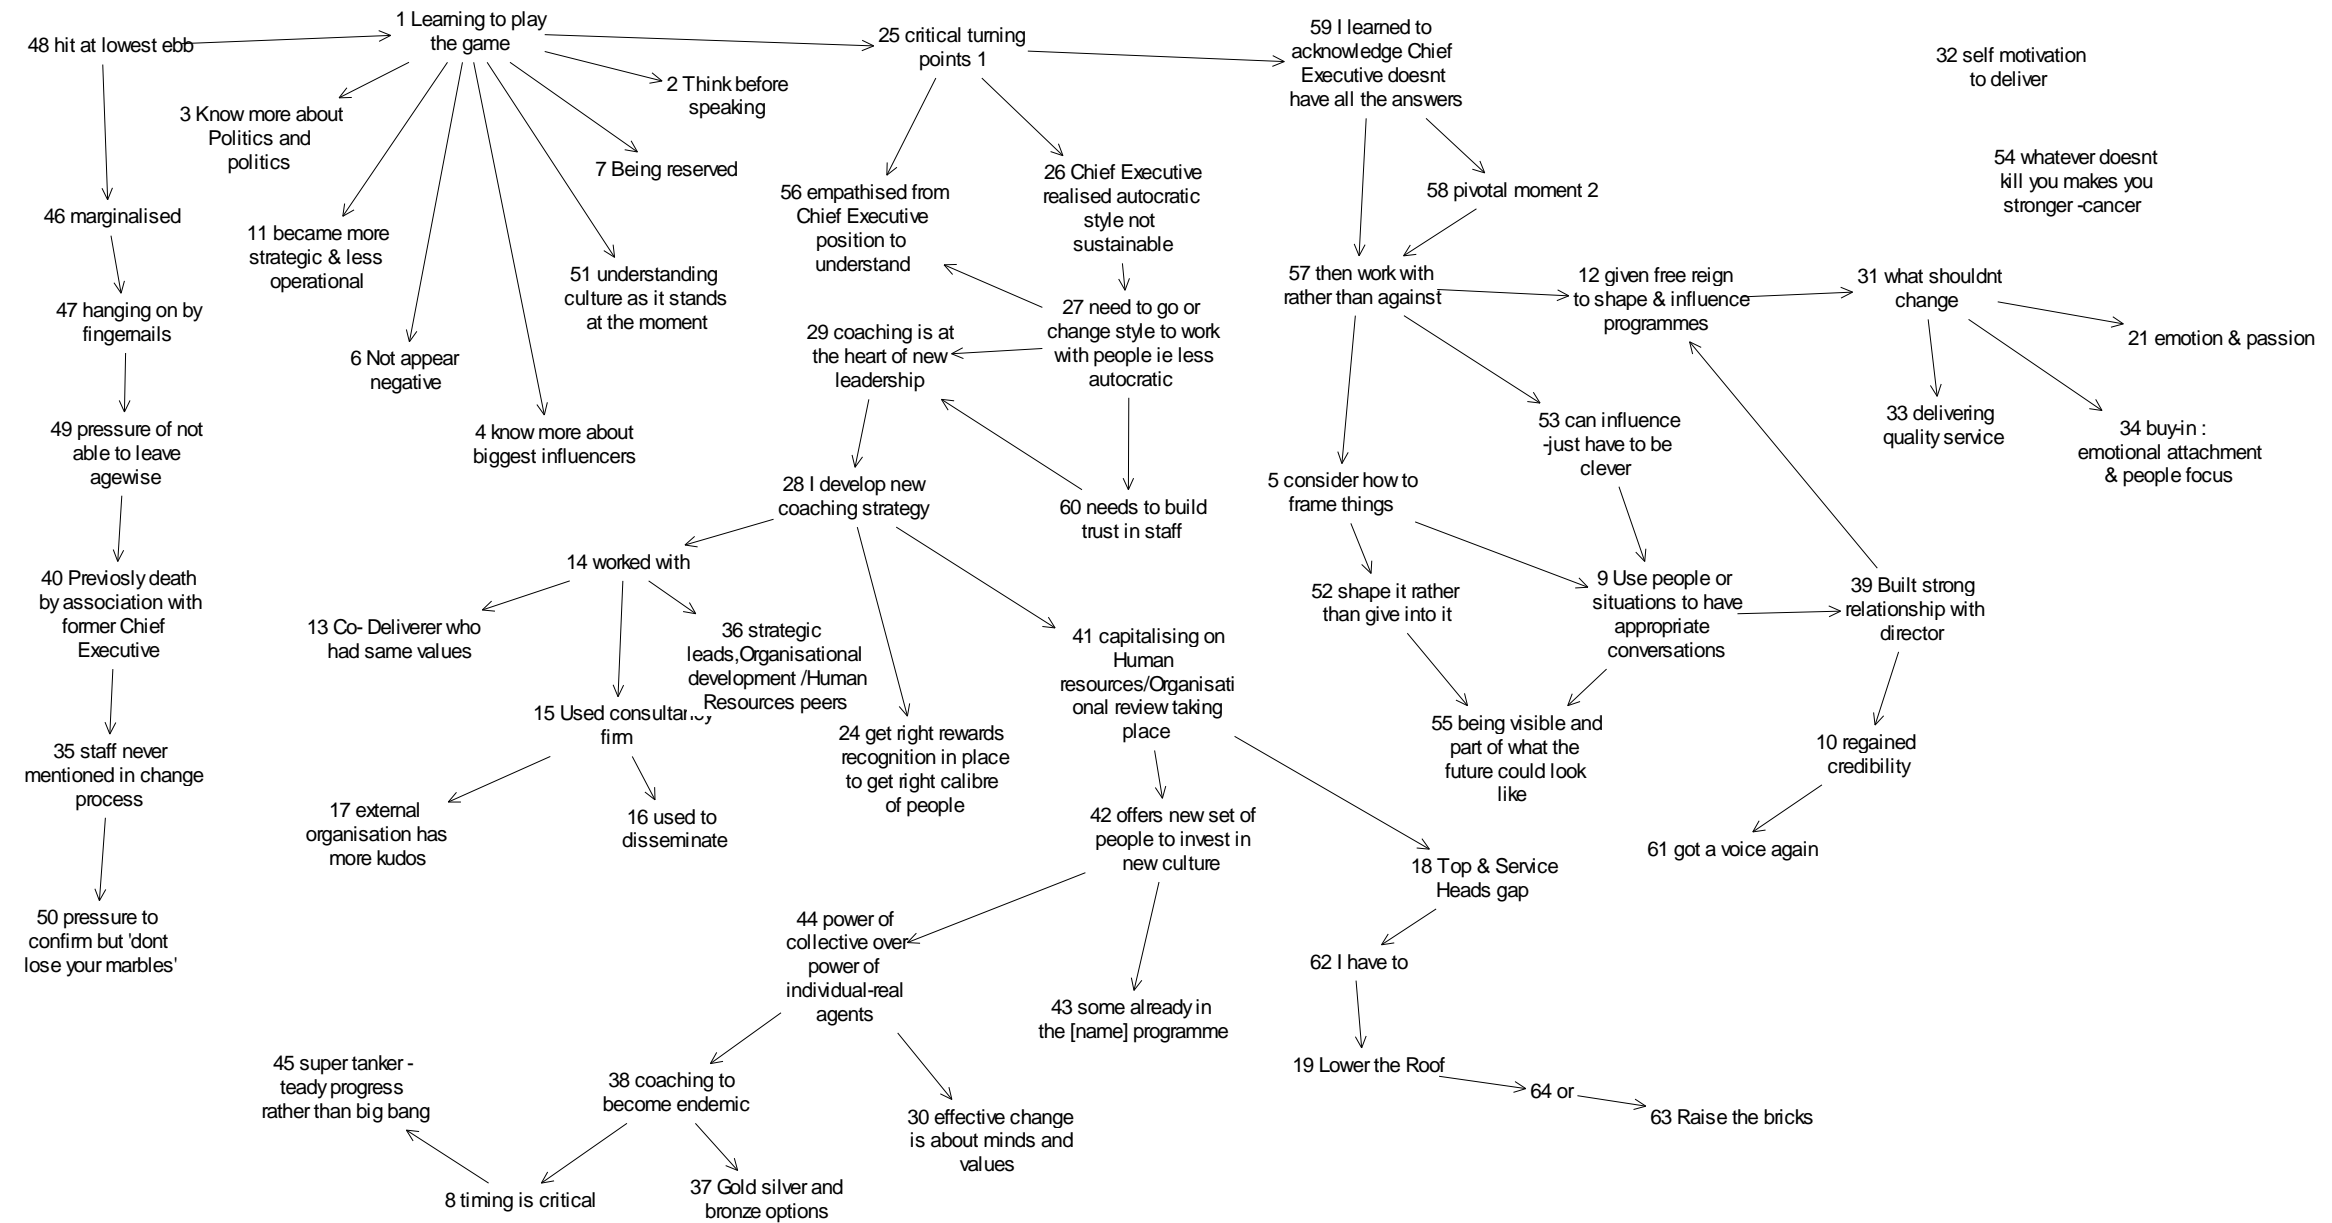 1 Learning to play
the game
48 hit at lowest ebb
25 critical turning
points 1
59 I learned to
acknowledge Chief
Executive doesnt
have all the answers
32 self motivation
to deliver
2 Think before
speaking
3 Know more about
Politics and
politics
7 Being reserved
26 Chief Executive
realised autocratic
style not
sustainable
54 whatever doesnt
kill you makes you
stronger -cancer
56 empathised from
Chief Executive
position to
understand
58 pivotal moment 2
46 marginalised
11 became more
strategic & less
operational
51 understanding
culture as it stands
at the moment
57 then work with
rather than against
12 given free reign
to shape & influence
programmes
31 what shouldnt
change
47 hanging on by
fingernails
27 need to go or
change style to work
with people ie less
autocratic
29 coaching is at
the heart of new
leadership
21 emotion & passion
6 Not appear
negative
33 delivering
quality service
34 buy-in :
emotional attachment
& people focus
53 can influence
-just have to be
clever
49 pressure of not
able to leave
agewise
4 know more about
biggest influencers
5 consider how to
frame things
28 I develop new
coaching strategy
60 needs to build
trust in staff
14 worked with
40 Previosly death
by association with
former Chief
Executive
9 Use people or
situations to have
appropriate
conversations
39 Built strong
relationship with
director
52 shape it rather
than give into it
13 Co- Deliverer who
had same values
36 strategic
leads,Organisational
development /Human
Resources peers
41 capitalising on
Human
resources/Organisati
onal review taking
place
15 Used consultancy
firm
55 being visible and
part of what the
future could look
like
24 get right rewards
recognition in place
to get right calibre
of people
10 regained
credibility
35 staff never
mentioned in change
process
17 external
organisation has
more kudos
16 used to
disseminate
42 offers new set of
people to invest in
new culture
61 got a voice again
18 Top & Service
Heads gap
50 pressure to
confirm but 'dont
lose your marbles'
44 power of
collective over
power of
individual-real
agents
62 I have to
43 some already in
the [name] programme
45 super tanker -
teady progress
rather than big bang
38 coaching to
become endemic
19 Lower the Roof
64 or
63 Raise the bricks
30 effective change
is about minds and
values
8 timing is critical
37 Gold silver and
bronze options